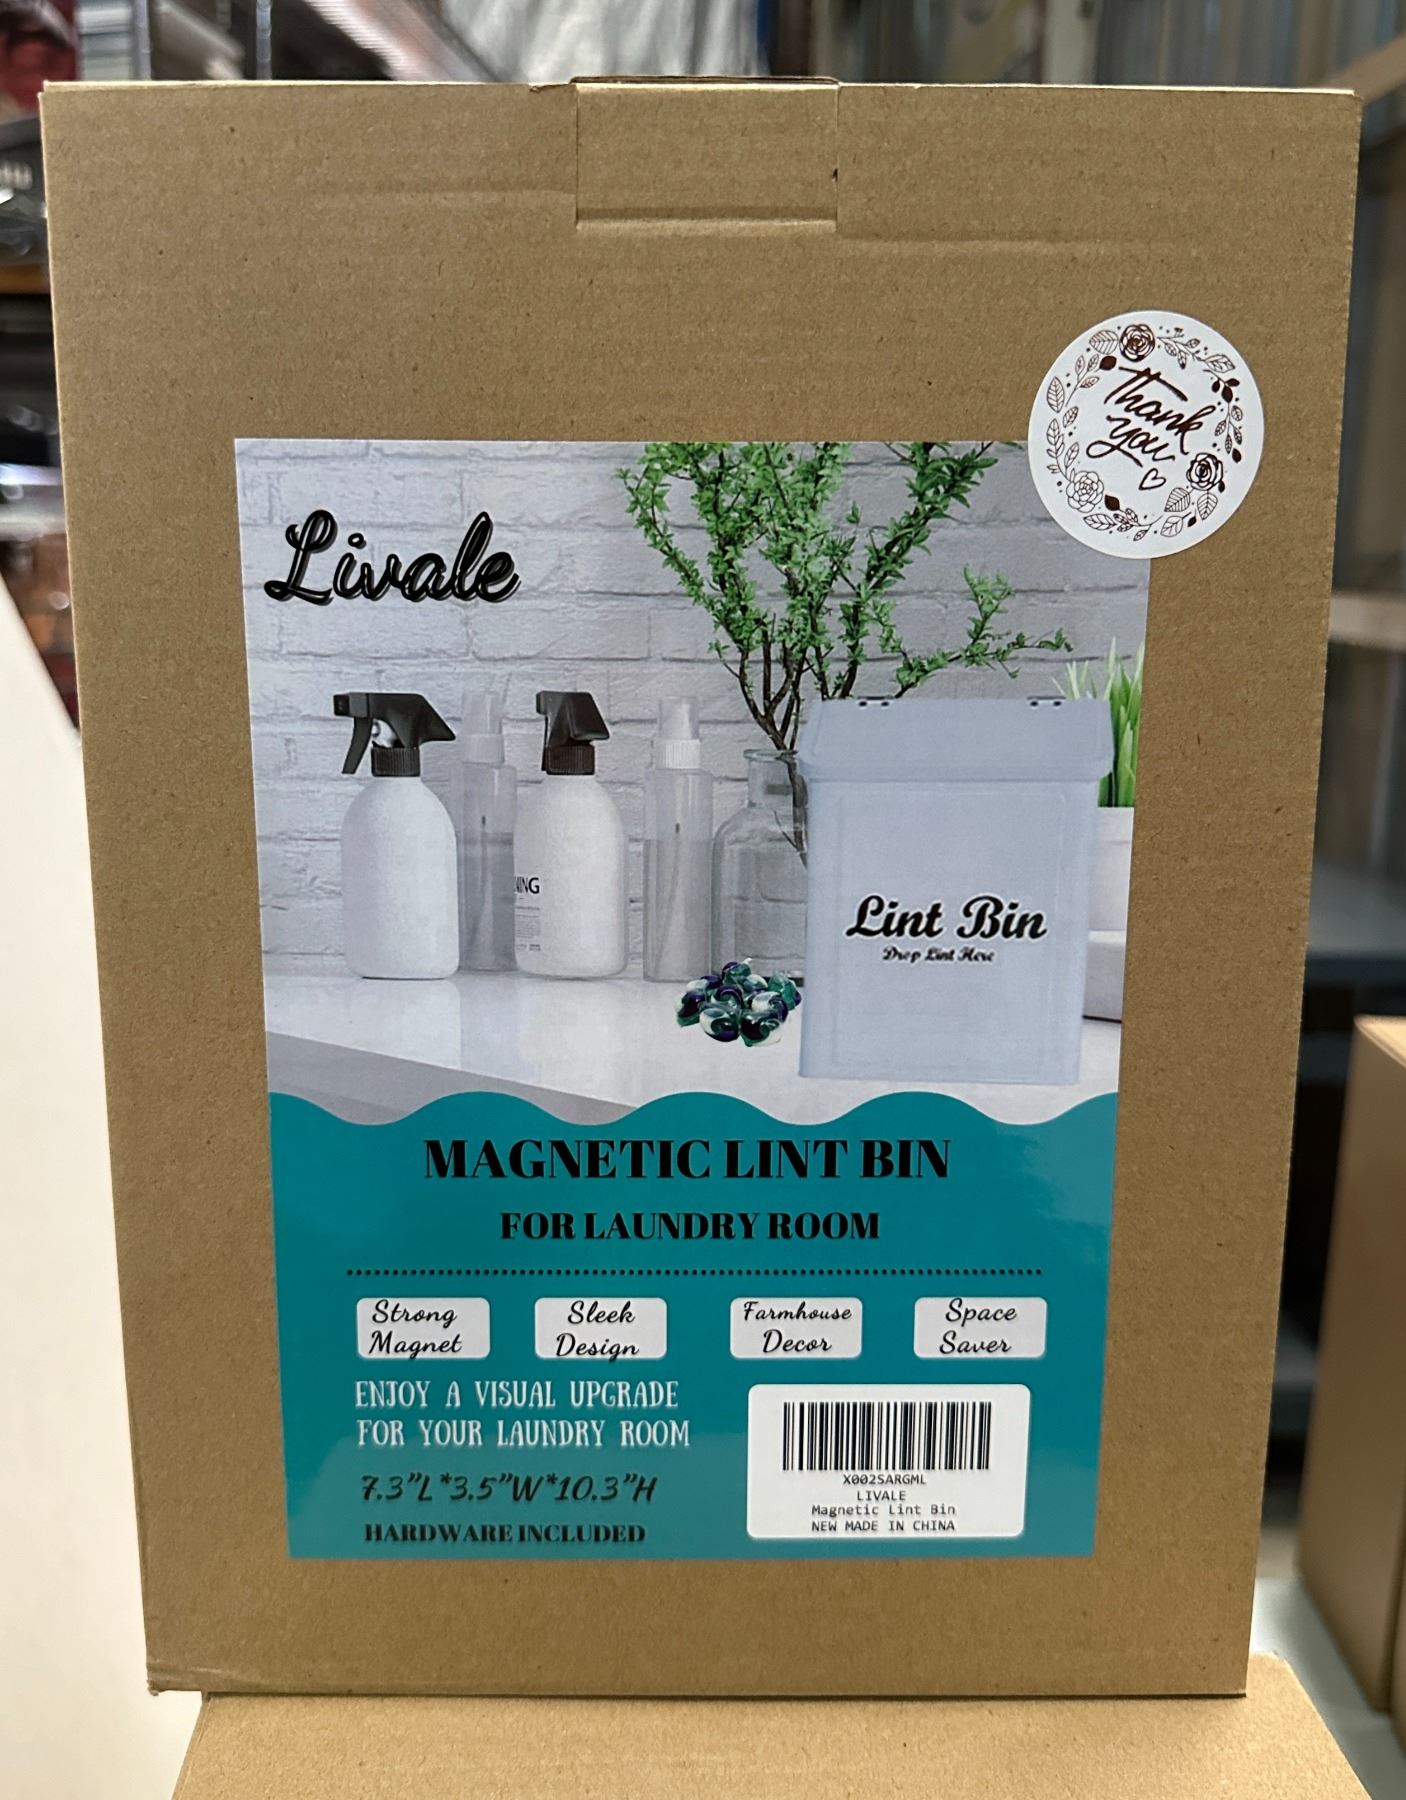 Thank
you
Livale
NING
Lint Bin
Drop Lint Here
MAGNETIC LINT BIN
FOR LAUNDRY ROOM
Strong
Magnet
Sleek
Design
Farmhouse
Decor
Space
Saver
ENJOY A VISUAL UPGRADE
FOR YOUR LAUNDRY ROOM
7.3"L*3.5"W*10.3"H
HARDWARE INCLUDED
X002SARGML
LIVALE
Magnetic Lint Bin
NEW MADE IN CHINA